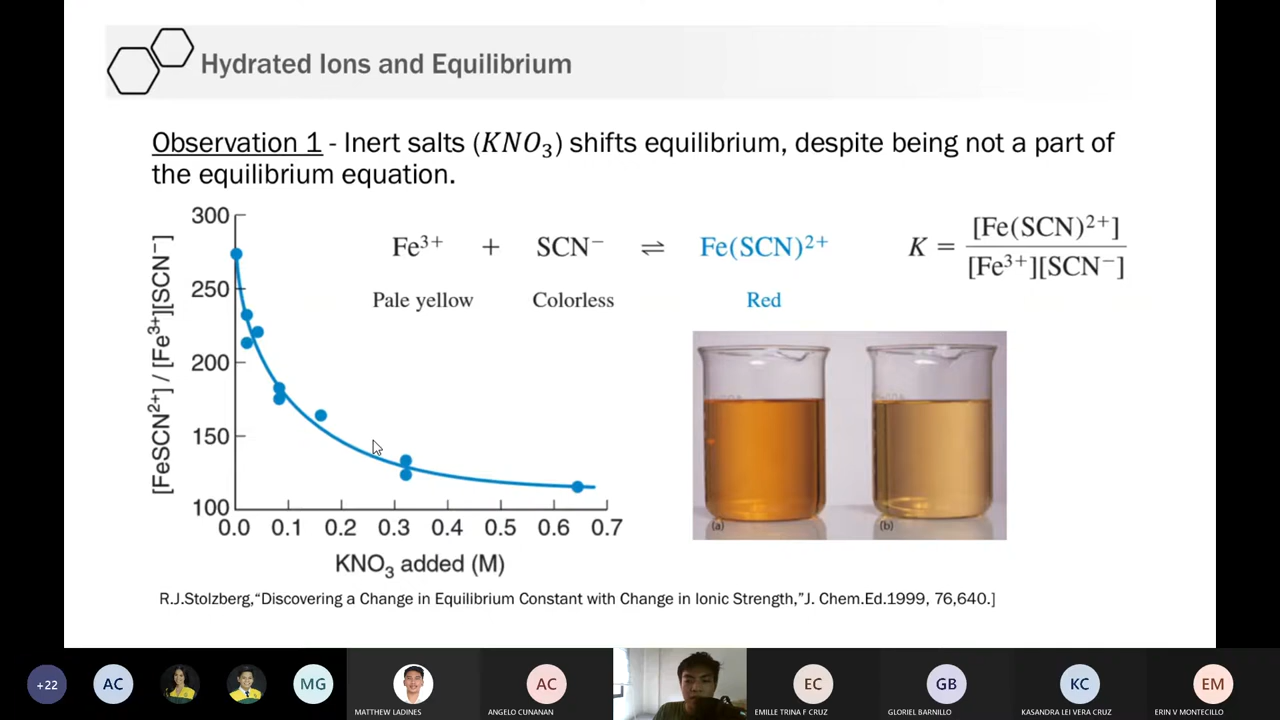 Hydrated Ions and Equilibrium
Observation 1 - Inert salts (KNO₃) shifts equilibrium, despite being not a part of
the equilibrium equation.
300
250
200
150
100
[FeSCN²⁺] / [Fe³⁺][SCN⁻]
0.0 0.1 0.2 0.3 0.4 0.5 0.6 0.7
KNO₃ added (M)
Fe³⁺ + SCN⁻ ⇌ Fe(SCN)²⁺
Pale yellow Colorless Red
K = [Fe(SCN)²⁺]
[Fe³⁺][SCN⁻]
(a) (b)
R.J.Stolzberg,“Discovering a Change in Equilibrium Constant with Change in Ionic Strength,”J. Chem.Ed.1999, 76,640.]
+22 AC MG AC EC GB KC EM
MATTHEW LADINES ANGELO CUNANAN EMILLE TRINA F CRUZ GLORIEL BARNILLO KASANDRA LEI VERA CRUZ ERIN V MONTECILLO